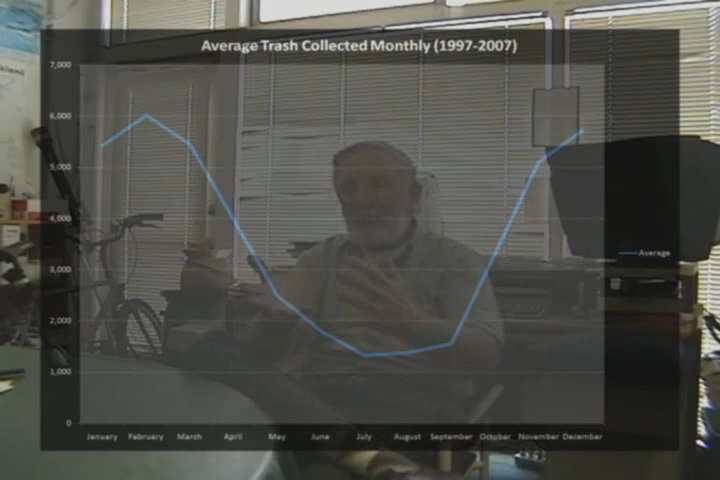 Average Trash Collected Monthly (1997-2007)
7,000
6,000
5,000
4,000
3,000
2,000
1,000
0
Average
January February March April May June July August September October November December